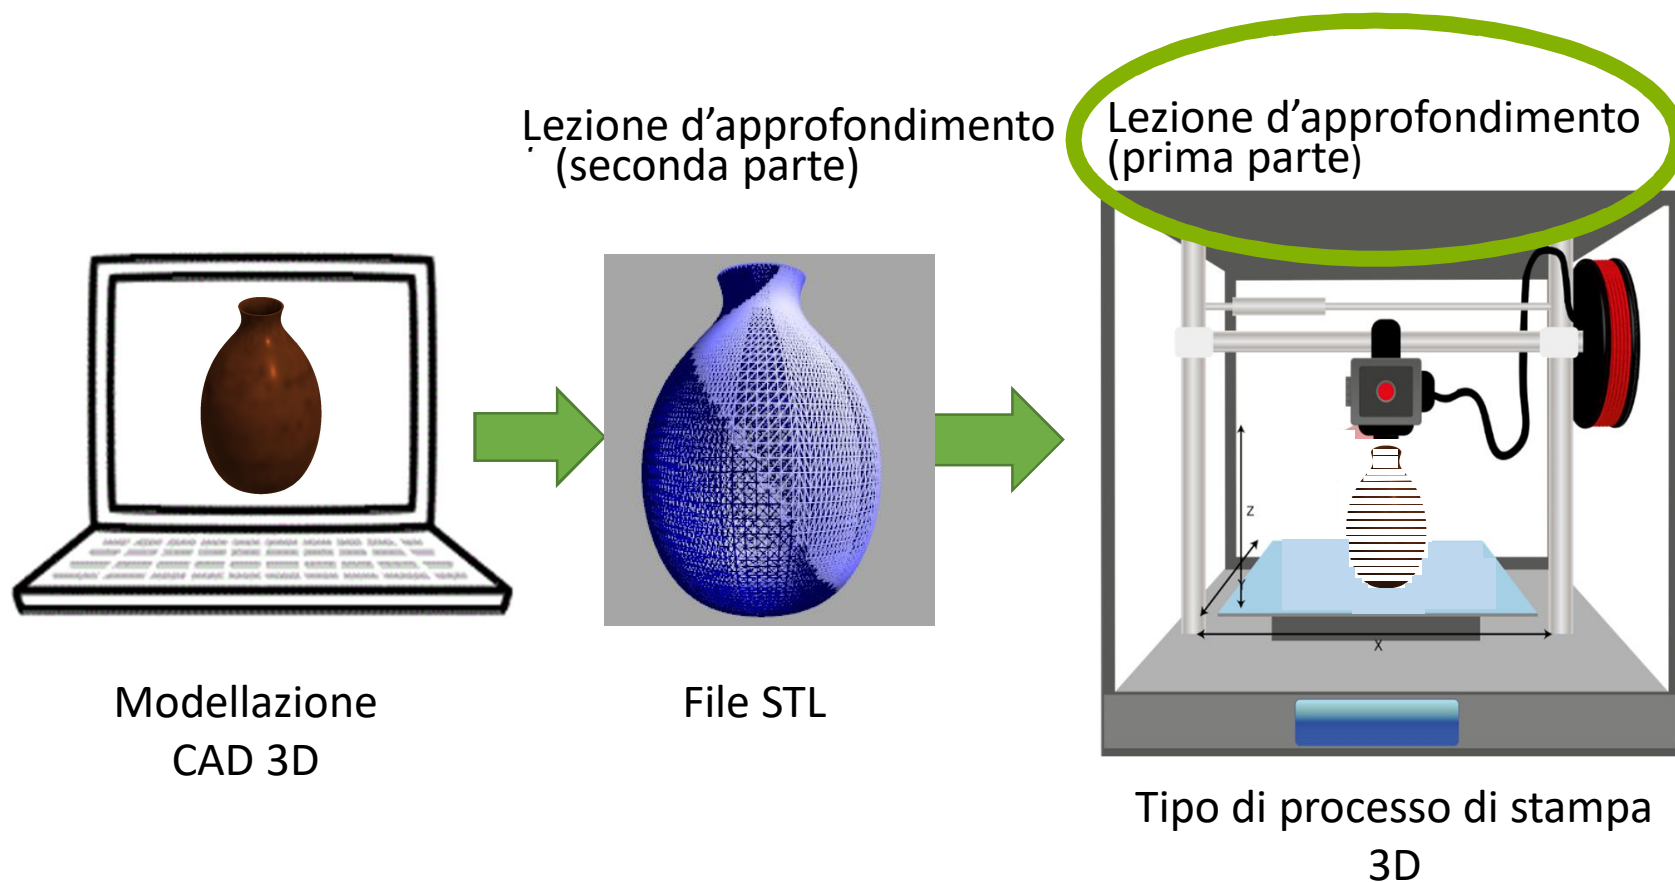 Lezione d’approfondimento
(seconda parte)
Lezione d’approfondimento
(prima parte)
Modellazione
CAD 3D
File STL
Z
Y
X
Tipo di processo di stampa
3D